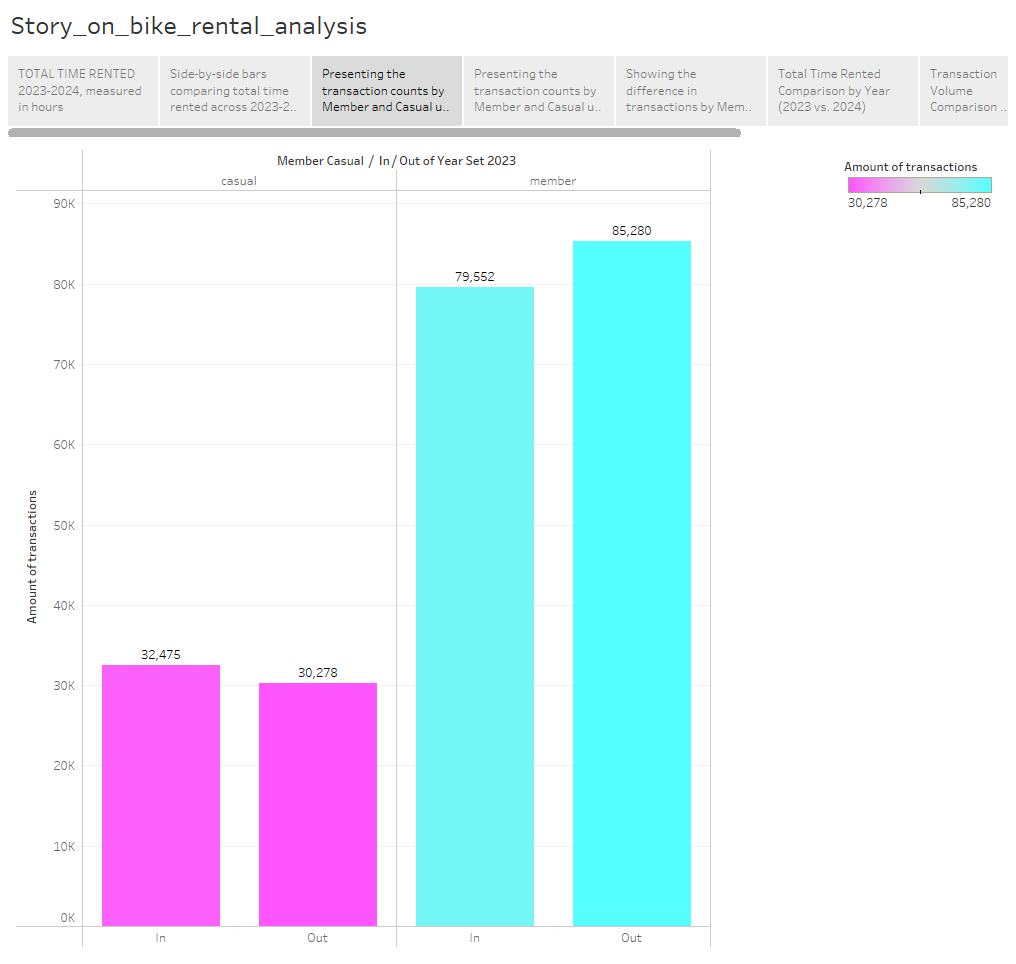 Story_on_bike_rental_analysis
TOTAL TIME RENTED
2023-2024, measured
in hours
Side-by-side bars
comparing total time
rented across 2023-2..
Presenting the
transaction counts by
Member and Casual u..
Presenting the
transaction counts by
Member and Casual u..
Showing the
difference in
transactions by Mem..
Total Time Rented
Comparison by Year
(2023 vs. 2024)
Transaction
Volume
Comparison ..
Member Casual / In / Out of Year Set 2023
casual
member
Amount of transactions
30,278
85,280
90K
80K
70K
60K
50K
40K
30K
20K
10K
0K
Amount of transactions
32,475
30,278
79,552
85,280
In
Out
In
Out